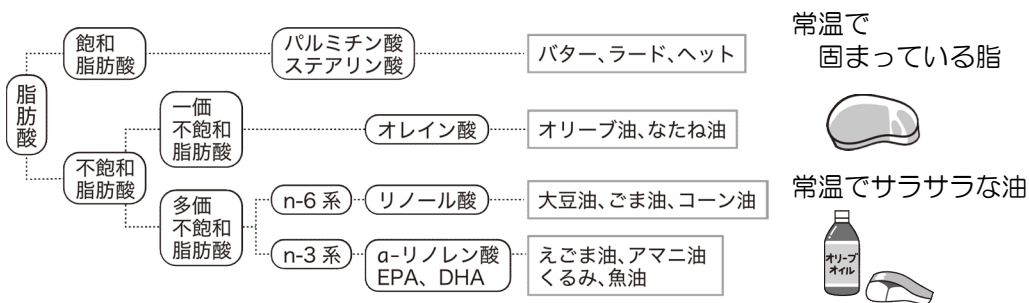 脂肪酸
飽和
脂肪酸
パルミチン酸
ステアリン酸
バター、ラード、ヘット
不飽和
脂肪酸
一価
不飽和
脂肪酸
オレイン酸
オリーブ油、なたね油
多価
不飽和
脂肪酸
n-6 系
リノール酸
大豆油、ごま油、コーン油
n-3 系
α-リノレン酸
EPA、DHA
えごま油、アマニ油
くるみ、魚油
常温で
固まっている脂
常温でサラサラな油
オリーブ
オイル